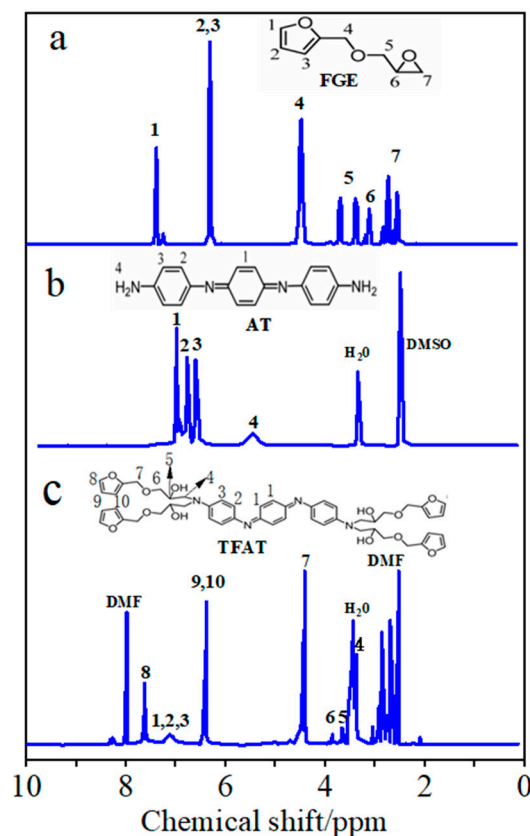 a
2,3
1
4
5
6
7
1
2
3
4
O
O
5
O
6
7
FGE
b
4
H₂N
3
2
N
1
N
NH₂
AT
1
2
3
4
H₂0
DMSO
c
8
O
7
O
6
5
OH
4
9
10
O
O
OH
N
3
2
N
1
1
N
N
OH
O
O
HO
O
O
TFAT
DMF
8
1,2,3
9,10
7
6
5
H₂0
4
DMF
10
8
6
4
2
0
Chemical shift/ppm